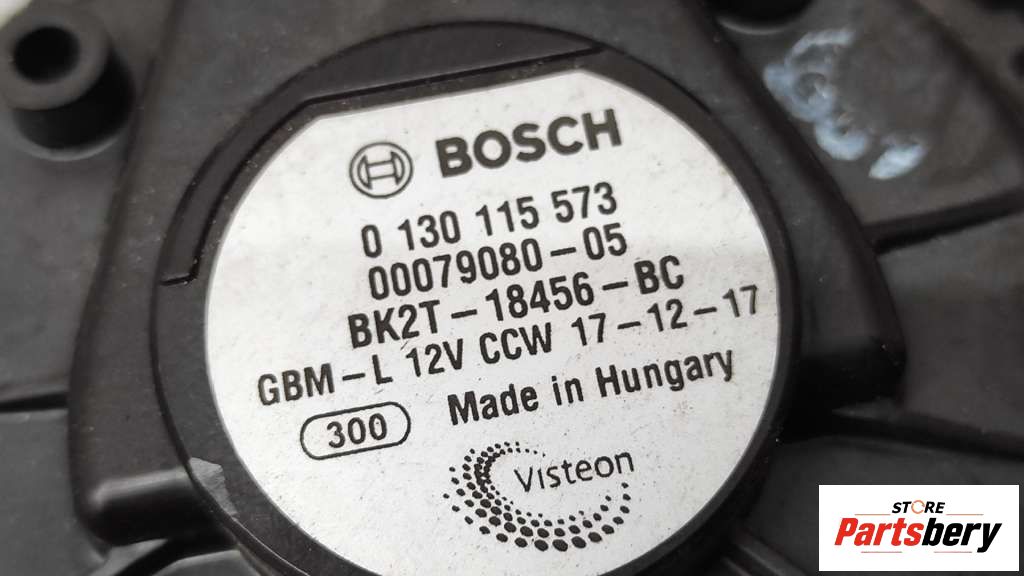 BOSCH
0 130 115 573
00079080-05
BK2T-18456-BC
GBM-L 12V CCW 17-12-17
300 Made in Hungary
Visteon
STORE
Partsbery